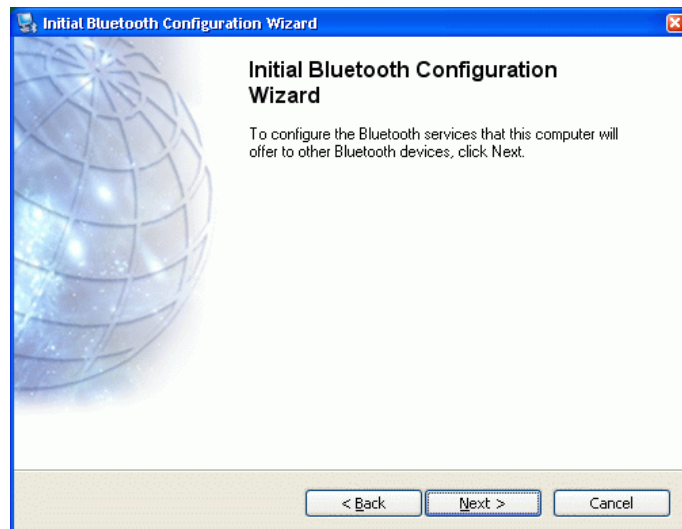 Initial Bluetooth Configuration Wizard
Initial Bluetooth Configuration
Wizard
To configure the Bluetooth services that this computer will
offer to other Bluetooth devices, click Next.
< Back
Next >
Cancel